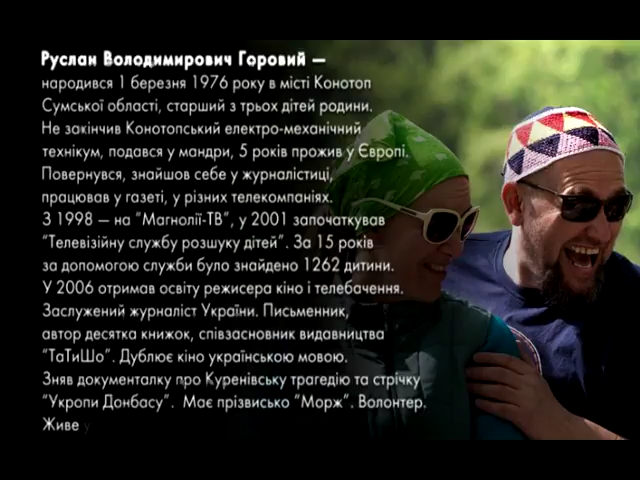 Руслан Володимирович Горовий —
народився 1 березня 1976 року в місті Конотоп
Сумської області, старший з трьох дітей родини.
Не закінчив Конотопський електро-механічний
технікум, подався у мандри, 5 років прожив у Європі.
Повернувся, знайшов себе у журналістиці,
працював у газеті, у різних телекомпаніях.
З 1998 — на "Магнолії-ТВ", у 2001 започаткував
"Телевізійну службу розшуку дітей". За 15 років
за допомогою служби було знайдено 1262 дитини.
У 2006 отримав освіту режисера кіно і телебачення.
Заслужений журналіст України. Письменник,
автор десятка книжок, співзасновник видавництва
"ТаТиШо". Дублює кіно українською мовою.
Зняв документалку про Куренівську трагедію та стрічку
"Укропи Донбасу". Має прізвисько "Морж". Волонтер.
Живе у